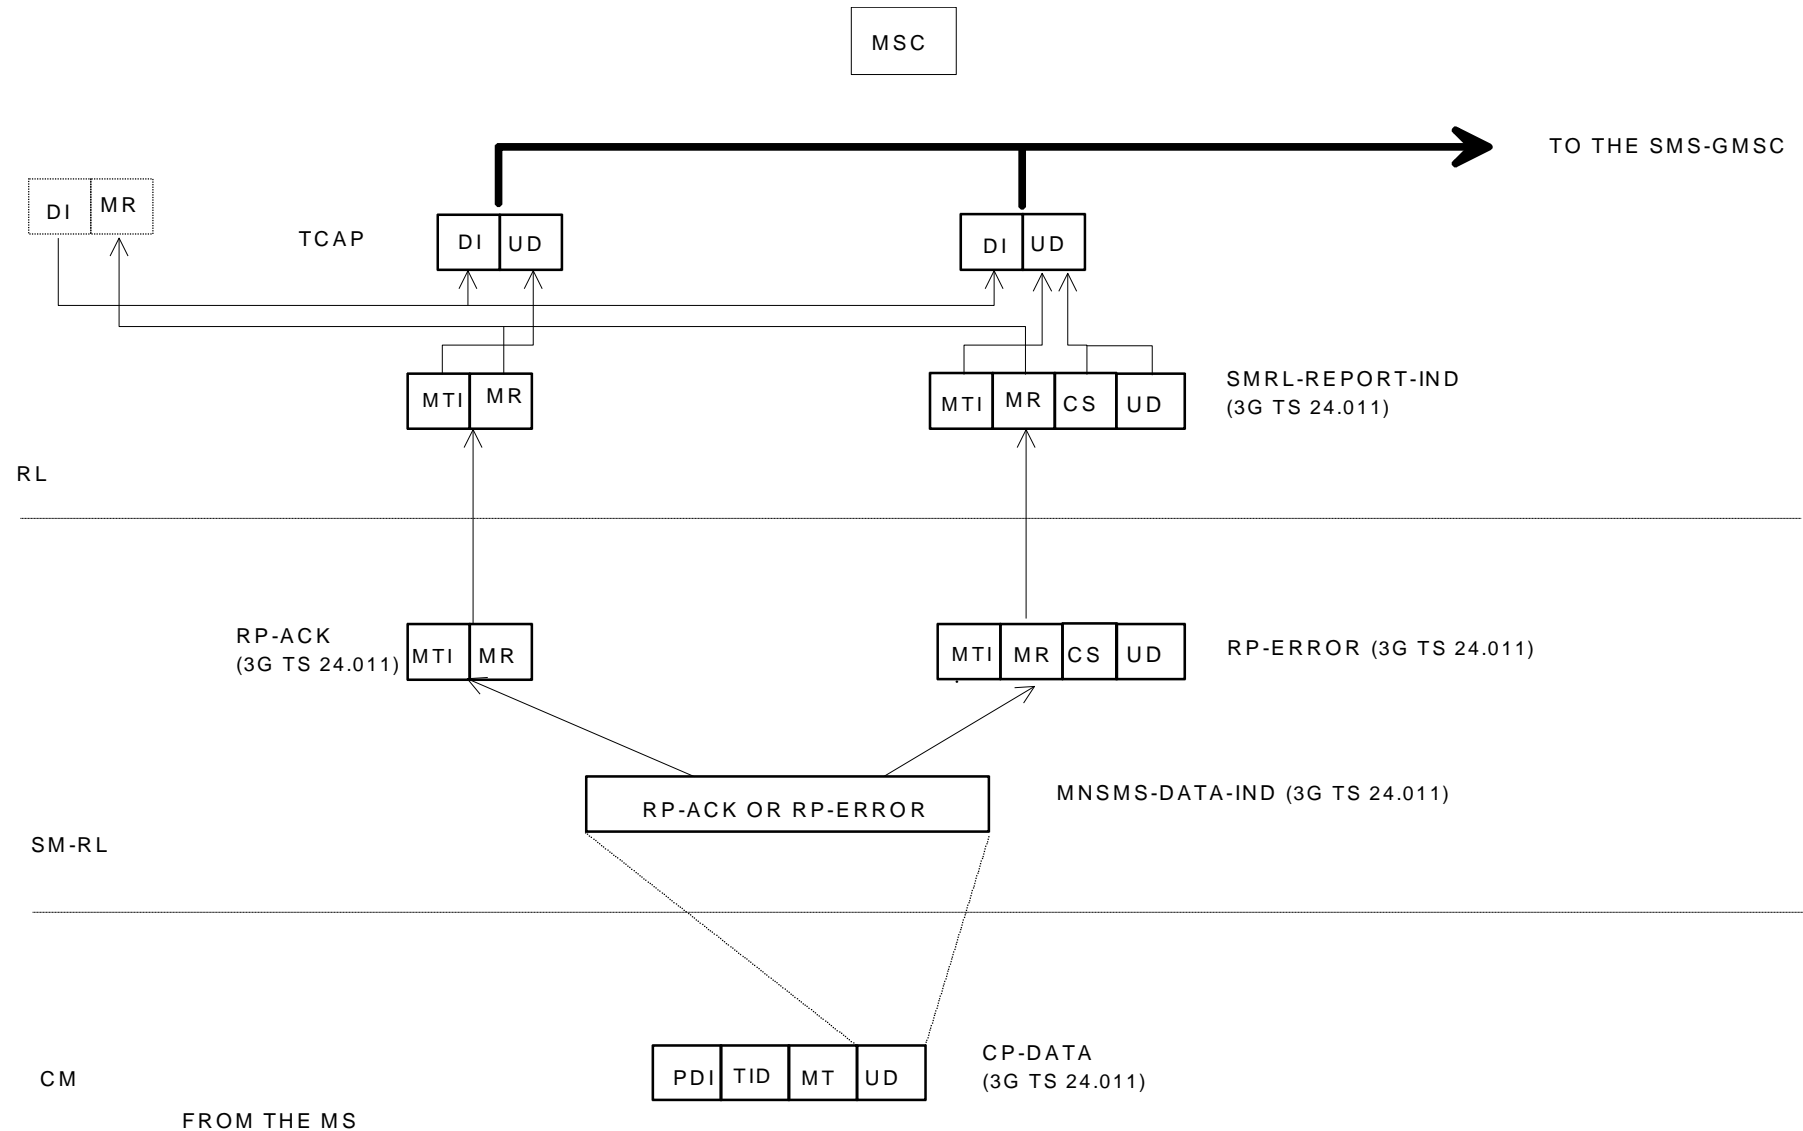 MSC
TO THE SMS-GMSC
DI MR
TCAP
DI UD
DI UD
MTI MR
MTI MR CS UD
SMRL-REPORT-IND
(3G TS 24.011)
RL
RP-ACK
(3G TS 24.011)
MTI MR
MTI MR CS UD
RP-ERROR (3G TS 24.011)
RP-ACK OR RP-ERROR
MNSMS-DATA-IND (3G TS 24.011)
SM-RL
PDI TID MT UD
CP-DATA
(3G TS 24.011)
CM
FROM THE MS